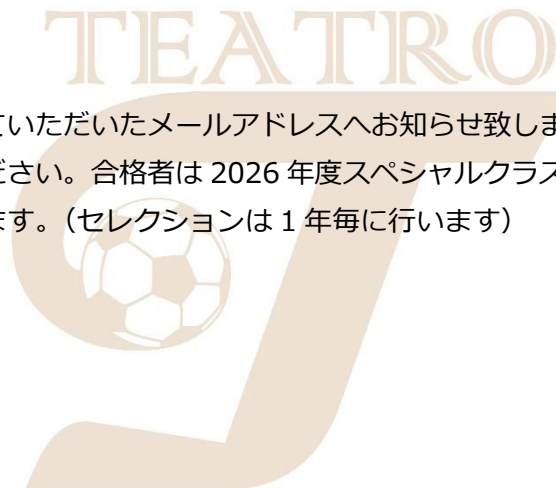 TEATRO
ていただいたメールアドレスへお知らせ致しま
ださい。合格者は 2026 年度スペシャルクラス
ます。（セレクションは 1 年毎に行います）